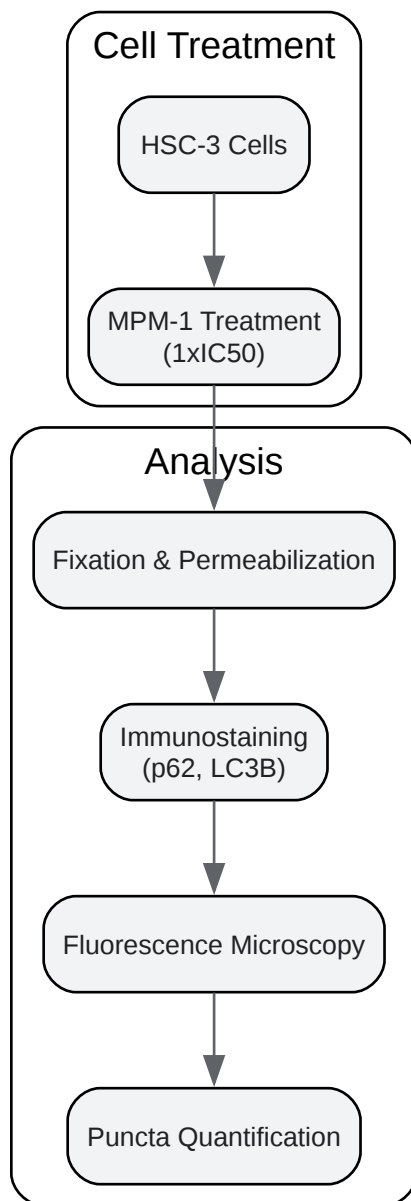 Cell Treatment
HSC-3 Cells
MPM-1 Treatment
(1xIC50)
Analysis
Fixation & Permeabilization
Immunostaining
(p62, LC3B)
Fluorescence Microscopy
Puncta Quantification